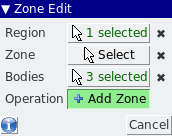 Zone Edit
Region 1 selected
Zone Select
Bodies 3 selected
Operation Add Zone
Cancel